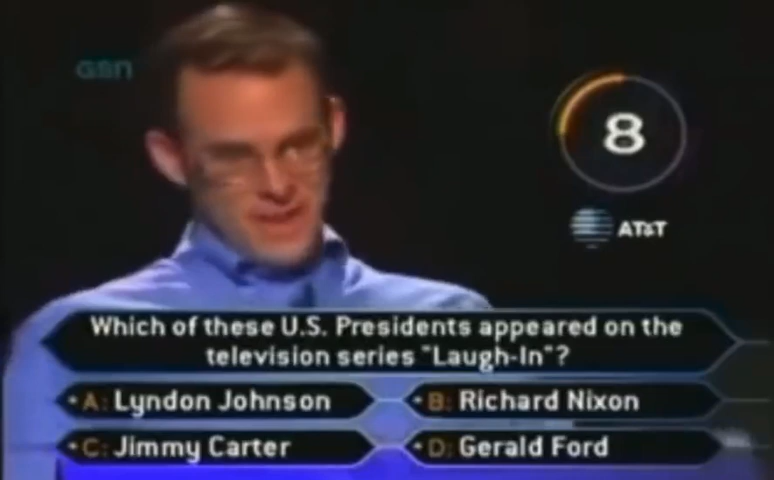 GSN
8
AT&T
Which of these U.S. Presidents appeared on the
television series "Laugh-In"?
A: Lyndon Johnson
B: Richard Nixon
C: Jimmy Carter
D: Gerald Ford